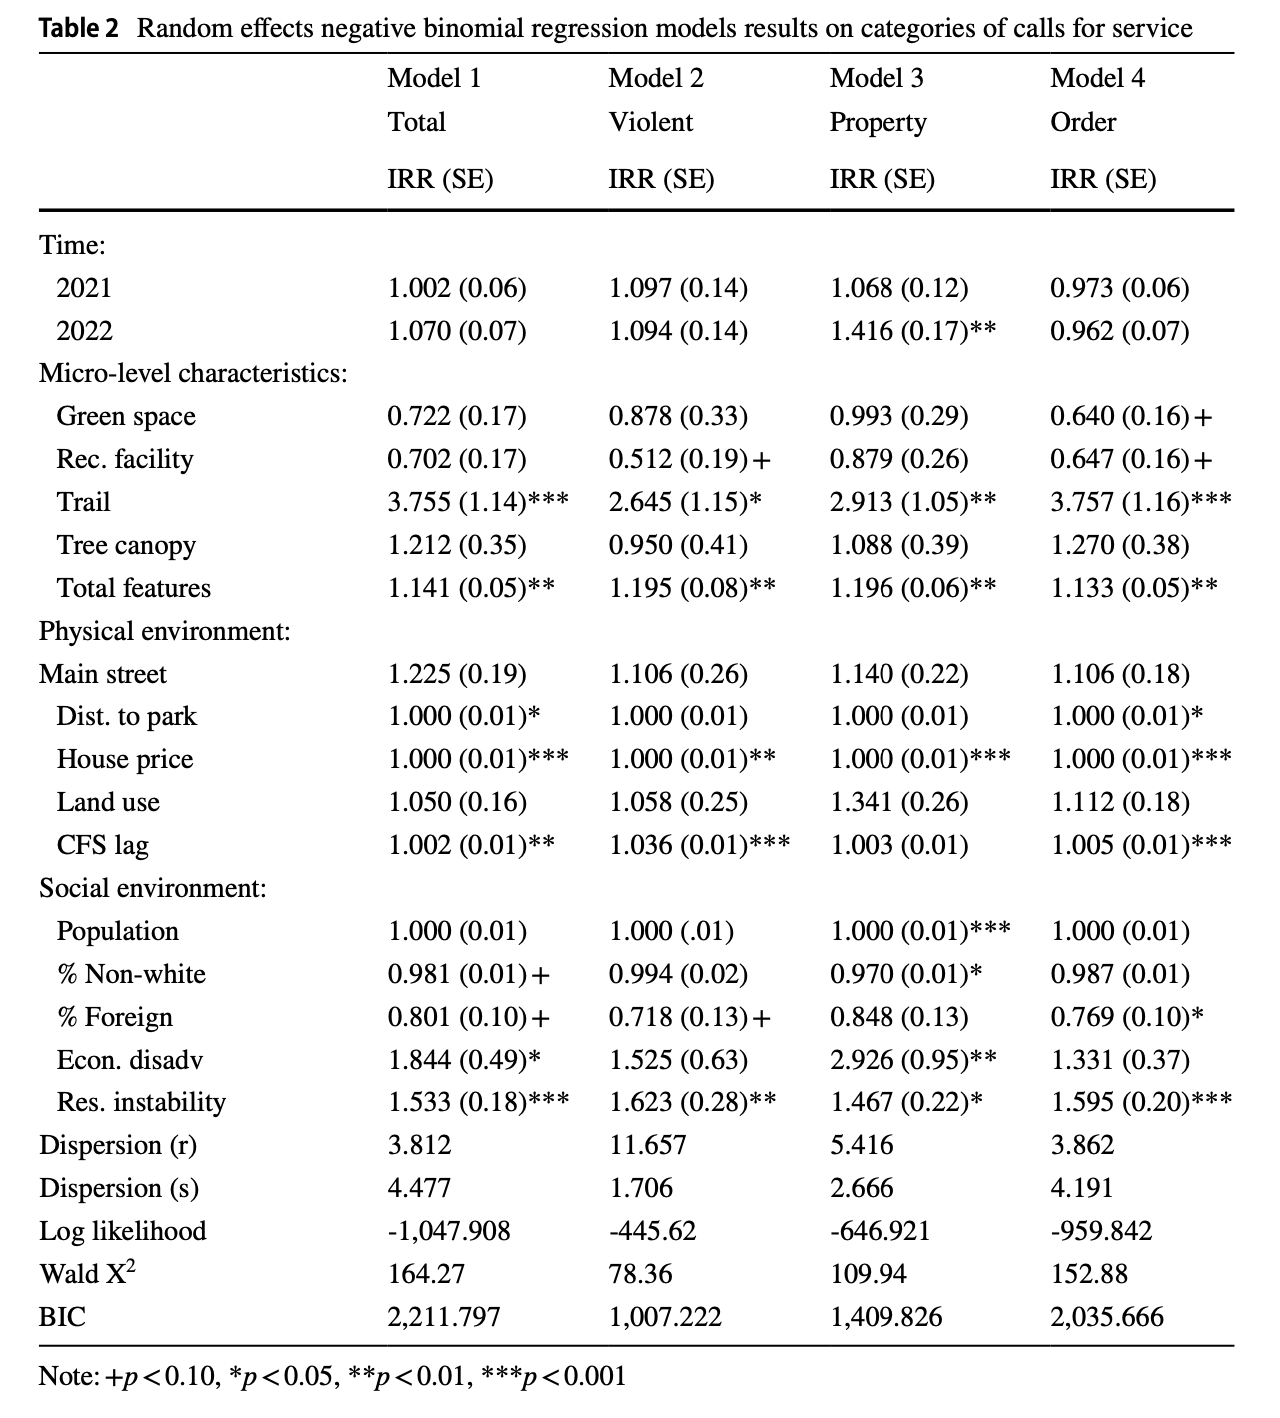 Table 2 Random effects negative binomial regression models results on categories of calls for service
Model 1 Model 2 Model 3 Model 4
Total Violent Property Order
IRR (SE) IRR (SE) IRR (SE) IRR (SE)
Time:
2021 1.002 (0.06) 1.097 (0.14) 1.068 (0.12) 0.973 (0.06)
2022 1.070 (0.07) 1.094 (0.14) 1.416 (0.17)** 0.962 (0.07)
Micro-level characteristics:
Green space 0.722 (0.17) 0.878 (0.33) 0.993 (0.29) 0.640 (0.16)+
Rec. facility 0.702 (0.17) 0.512 (0.19)+ 0.879 (0.26) 0.647 (0.16)+
Trail 3.755 (1.14)*** 2.645 (1.15)* 2.913 (1.05)** 3.757 (1.16)***
Tree canopy 1.212 (0.35) 0.950 (0.41) 1.088 (0.39) 1.270 (0.38)
Total features 1.141 (0.05)** 1.195 (0.08)** 1.196 (0.06)** 1.133 (0.05)**
Physical environment:
Main street 1.225 (0.19) 1.106 (0.26) 1.140 (0.22) 1.106 (0.18)
Dist. to park 1.000 (0.01)* 1.000 (0.01) 1.000 (0.01) 1.000 (0.01)*
House price 1.000 (0.01)*** 1.000 (0.01)** 1.000 (0.01)*** 1.000 (0.01)***
Land use 1.050 (0.16) 1.058 (0.25) 1.341 (0.26) 1.112 (0.18)
CFS lag 1.002 (0.01)** 1.036 (0.01)*** 1.003 (0.01) 1.005 (0.01)***
Social environment:
Population 1.000 (0.01) 1.000 (.01) 1.000 (0.01)*** 1.000 (0.01)
% Non-white 0.981 (0.01)+ 0.994 (0.02) 0.970 (0.01)* 0.987 (0.01)
% Foreign 0.801 (0.10)+ 0.718 (0.13)+ 0.848 (0.13) 0.769 (0.10)*
Econ. disadv 1.844 (0.49)* 1.525 (0.63) 2.926 (0.95)** 1.331 (0.37)
Res. instability 1.533 (0.18)*** 1.623 (0.28)** 1.467 (0.22)* 1.595 (0.20)***
Dispersion (r) 3.812 11.657 5.416 3.862
Dispersion (s) 4.477 1.706 2.666 4.191
Log likelihood -1,047.908 -445.62 -646.921 -959.842
Wald X² 164.27 78.36 109.94 152.88
BIC 2,211.797 1,007.222 1,409.826 2,035.666
Note: +p<0.10, *p<0.05, **p<0.01, ***p<0.001